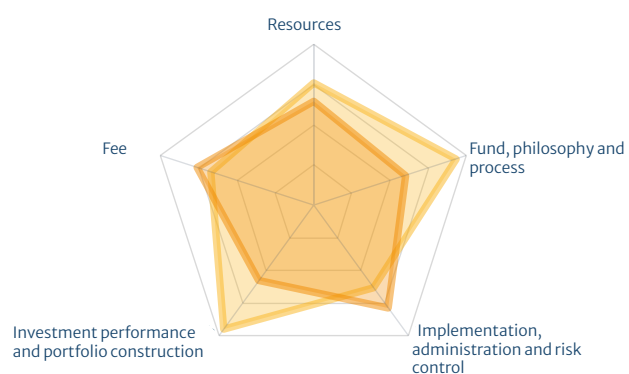 Resources
Fee
Fund, philosophy and
process
Investment performance
and portfolio construction
Implementation,
administration and risk
control